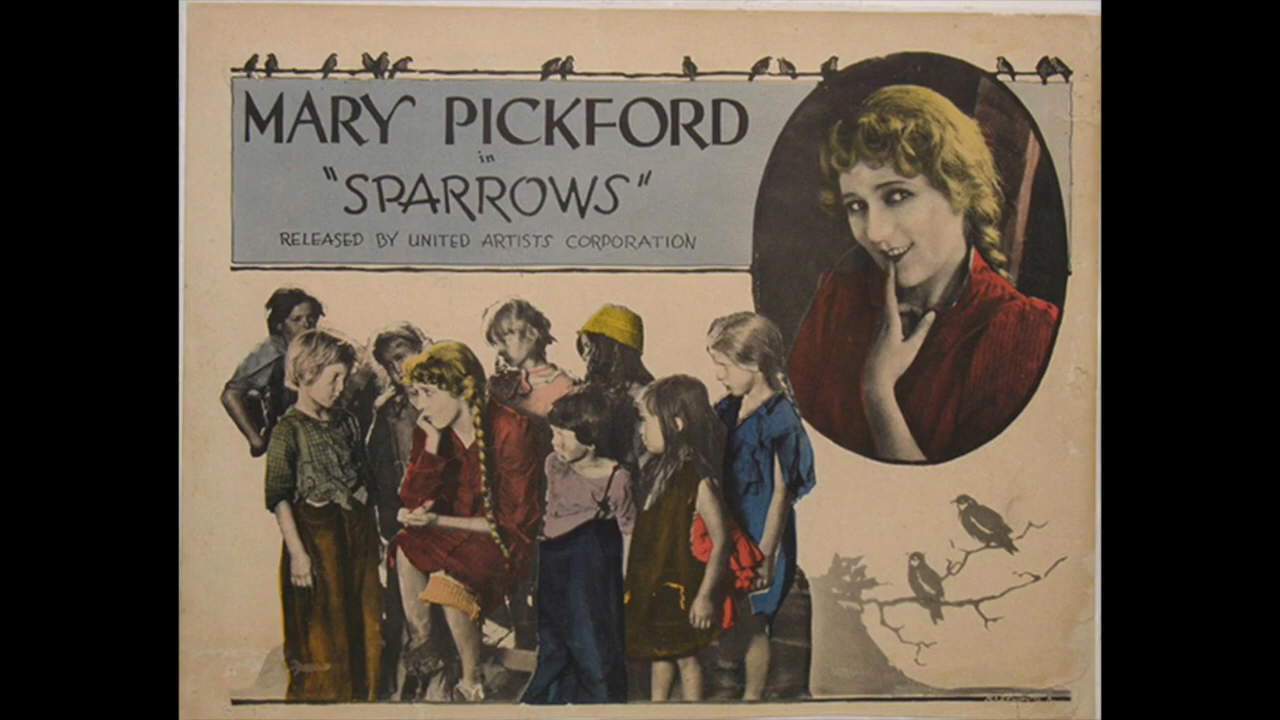 MARY PICKFORD
in
"SPARROWS"
RELEASED BY UNITED ARTISTS CORPORATION